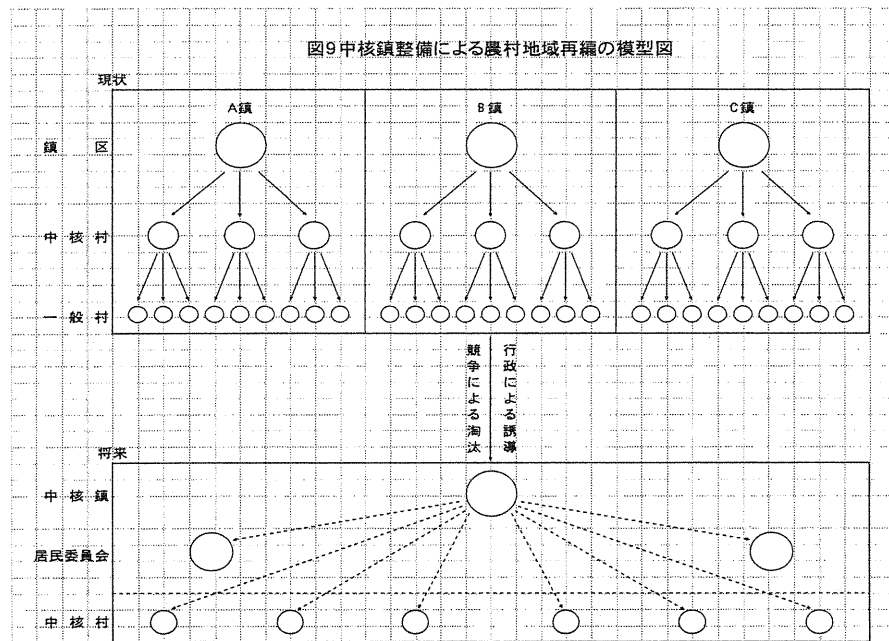 図9中核鎮整備による農村地域再編の模型図
現状
A鎮
B鎮
C鎮
鎮区
中核村
一般村
競争による淘汰
行政による誘導
将来
中核鎮
居民委員会
中核村